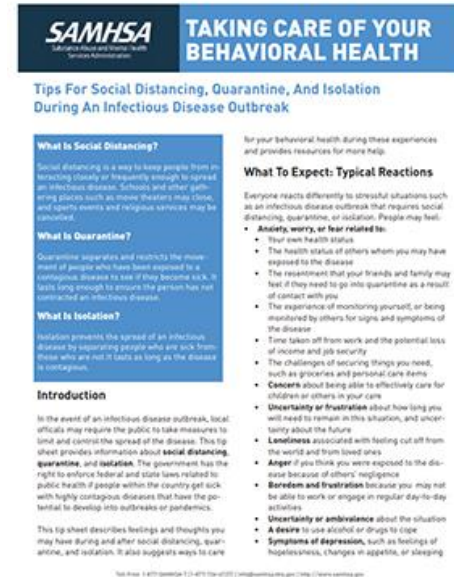 SAMHSA
Substance Abuse and Mental Health
Services Administration
TAKING CARE OF YOUR
BEHAVIORAL HEALTH
Tips For Social Distancing, Quarantine, And Isolation
During An Infectious Disease Outbreak
What Is Social Distancing?
Social distancing is a way to keep people from in-
teracting closely or frequently enough to spread
an infectious disease. Schools and other gath-
ering places such as movie theaters may close,
and sports events and religious services may be
cancelled.
What Is Quarantine?
Quarantine separates and restricts the move-
ment of people who have been exposed to a
contagious disease to see if they become sick. It
lasts long enough to ensure the person has not
contracted an infectious disease.
What Is Isolation?
Isolation prevents the spread of an infectious
disease by separating people who are sick from
those who are not. It lasts as long as the disease
is contagious.
Introduction
In the event of an infectious disease outbreak, local
officials may require the public to take measures to
limit and control the spread of the disease. This tip
sheet provides information about social distancing,
quarantine, and isolation. The government has the
right to enforce federal and state laws related to
public health if people within the country get sick
with highly contagious diseases that have the po-
tential to develop into outbreaks or pandemics.
This tip sheet describes feelings and thoughts you
may have during and after social distancing, quar-
antine, and isolation. It also suggests ways to care
for your behavioral health during these experiences
and provides resources for more help.
What To Expect: Typical Reactions
Everyone reacts differently to stressful situations such
as an infectious disease outbreak that requires social
distancing, quarantine, or isolation. People may feel:
• Anxiety, worry, or fear related to:
• Your own health status
• The health status of others whom you may have
exposed to the disease
• The resentment that your friends and family may
feel if they need to go into quarantine as a result
of contact with you
• The experience of monitoring yourself, or being
monitored by others for signs and symptoms of
the disease
• Time taken off from work and the potential loss
of income and job security
• The challenges of securing things you need,
such as groceries and personal care items
• Concern about being able to effectively care for
children or others in your care
• Uncertainty or frustration about how long you
will need to remain in this situation, and uncer-
tainty about the future
• Loneliness associated with feeling cut off from
the world and from loved ones
• Anger if you think you were exposed to the dis-
ease because of others' negligence
• Boredom and frustration because you may not
be able to work or engage in regular day-to-day
activities
• Uncertainty or ambivalence about the situation
• A desire to use alcohol or drugs to cope
• Symptoms of depression, such as feelings of
hopelessness, changes in appetite, or sleeping
Toll-Free: 1-877-SAMHSA-7 (1-877-726-4727) | info@samhsa.hhs.gov | http://www.samhsa.gov